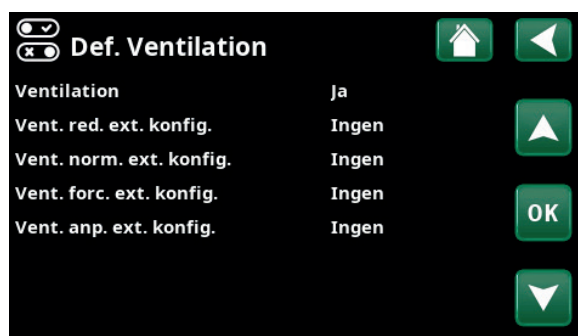 Def. Ventilation
Ventilation Ja
Vent. red. ext. konfig. Ingen
Vent. norm. ext. konfig. Ingen
Vent. forc. ext. konfig. Ingen
Vent. anp. ext. konfig. Ingen
OK